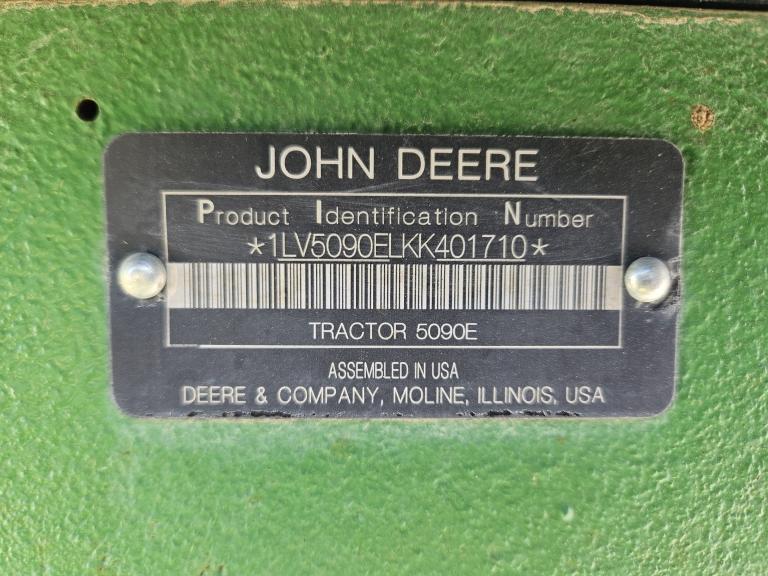 JOHN DEERE
Product Identification Number
*1LV5090ELKK401710*
TRACTOR 5090E
ASSEMBLED IN USA
DEERE & COMPANY, MOLINE, ILLINOIS, USA